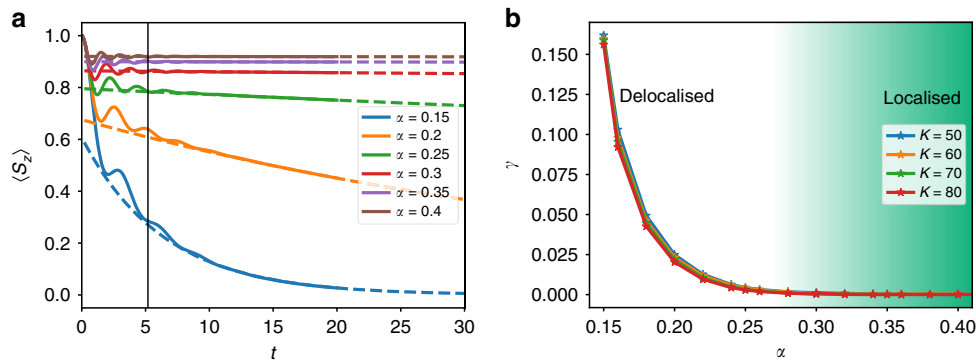 a
1.0
0.8
0.6
0.4
0.2
0.0
⟨S_z⟩
0 5 10 15 20 25 30
t
α = 0.15
α = 0.2
α = 0.25
α = 0.3
α = 0.35
α = 0.4
b
0.150
0.125
0.100
0.075
0.050
0.025
0.000
γ
0.15 0.20 0.25 0.30 0.35 0.40
α
Delocalised
Localised
K = 50
K = 60
K = 70
K = 80